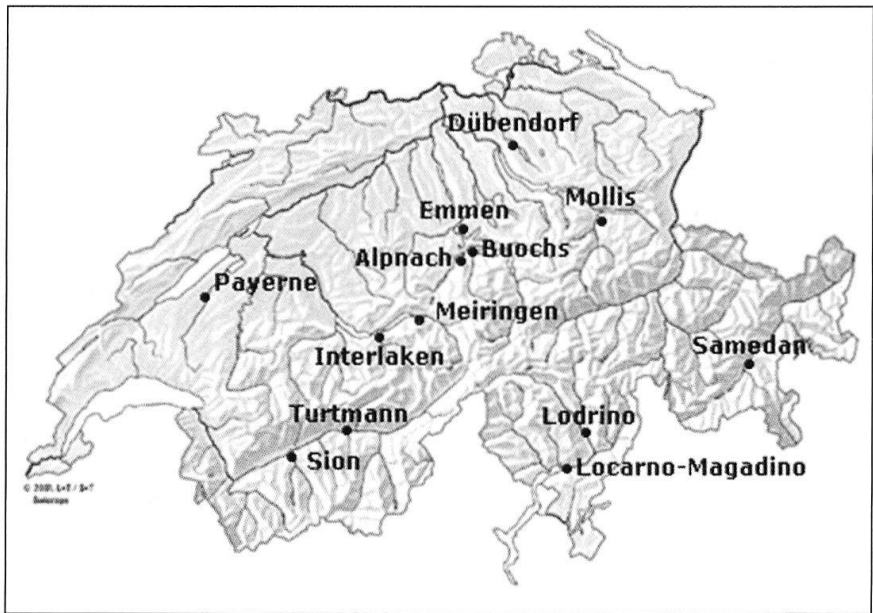 Dübendorf
Mollis
Emmen
Buochs
Alpnach
Payerne
Meiringen
Interlaken
Samedan
Turtmann
Lodrino
Sion
Locarno-Magadino